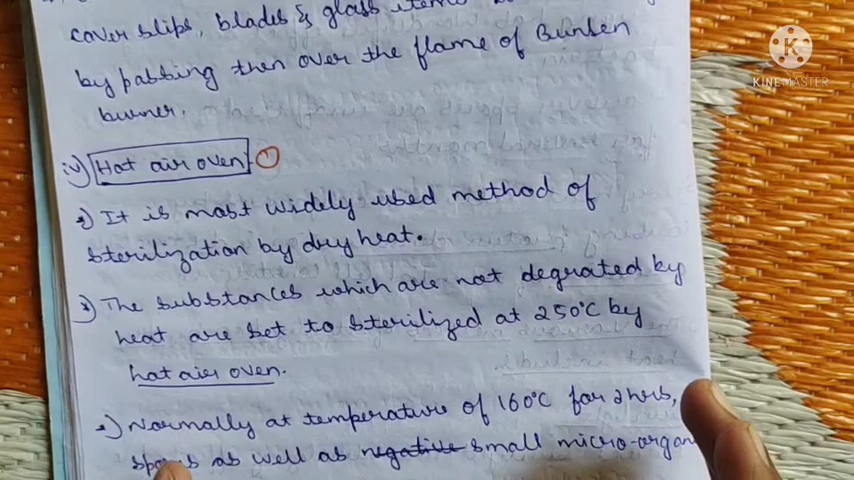 cover slips, blades & glass items
by passing then over the flame of Bunsen
burner.
iv) Hot air oven 1
*) It is most widely used method of
sterilization by dry heat.
*) The substances which are not degrated by
heat are set to sterilized at 250°C by
hot air oven.
*) Normally at temperature of 160°C for 2hrs,
as well as negative small micro-organ
KINEMASTER